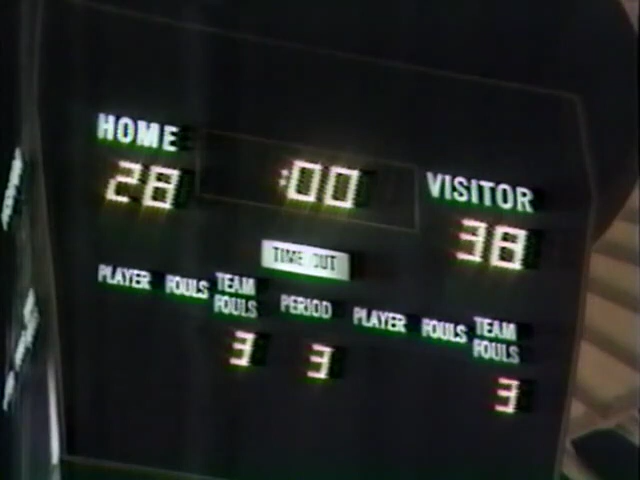 HOME
28 :00 VISITOR
38
TIME OUT
PLAYER FOULS TEAM FOULS PERIOD PLAYER FOULS TEAM FOULS
3 3 3